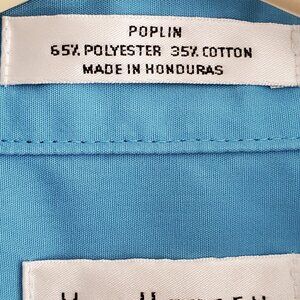 POPLIN
65% POLYESTER 35% COTTON
MADE IN HONDURAS